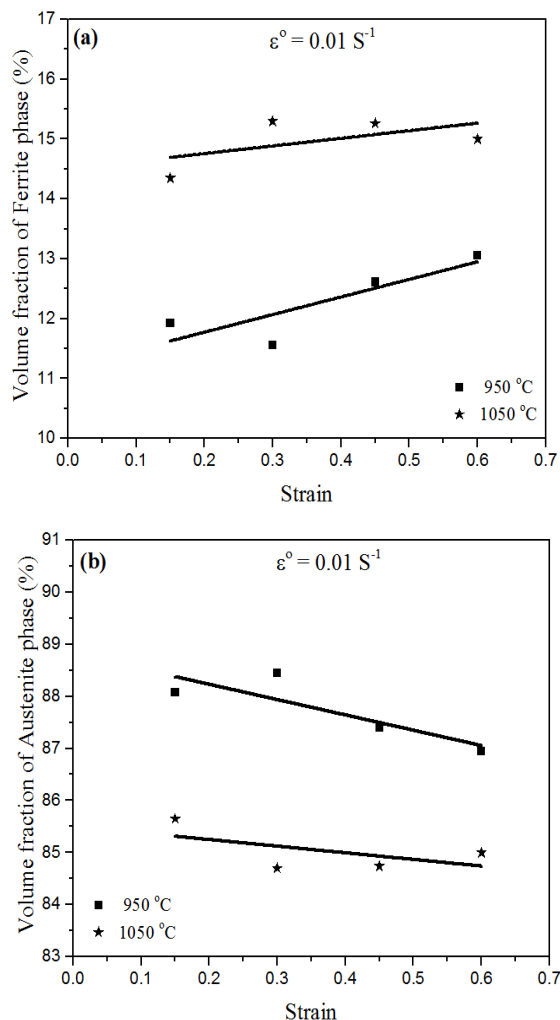 (a)
ε° = 0.01 S⁻¹
Volume fraction of Ferrite phase (%)
17
16
15
14
13
12
11
10
950 °C
1050 °C
0.0 0.1 0.2 0.3 0.4 0.5 0.6 0.7
Strain
(b)
ε° = 0.01 S⁻¹
Volume fraction of Austenite phase (%)
91
90
89
88
87
86
85
84
83
950 °C
1050 °C
0.0 0.1 0.2 0.3 0.4 0.5 0.6 0.7
Strain